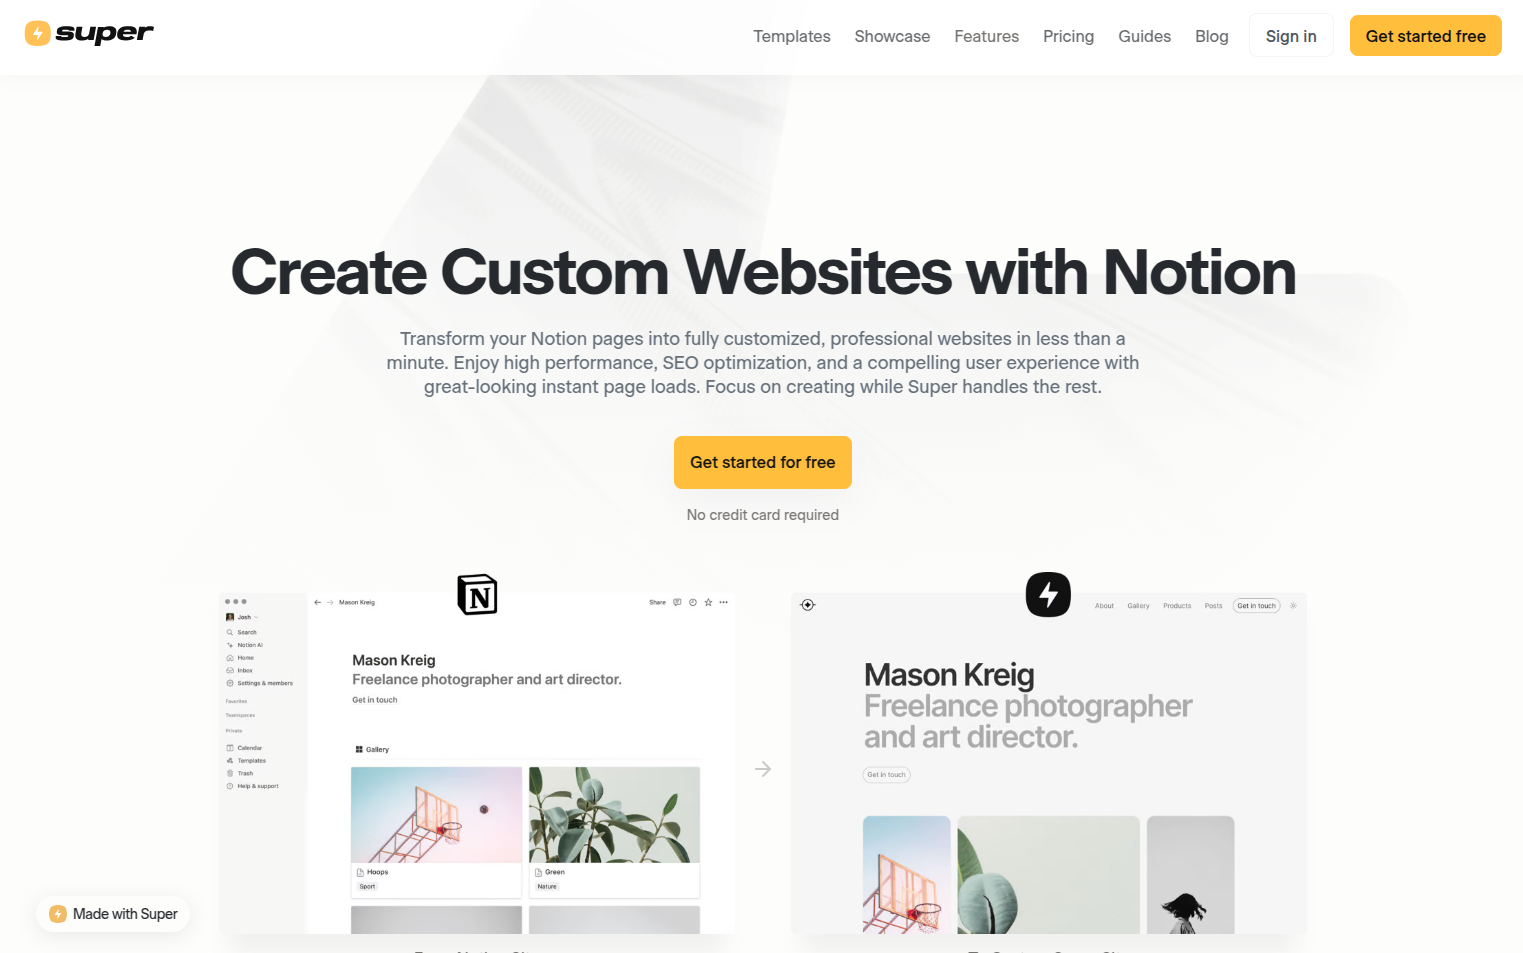 super
Templates
Showcase
Features
Pricing
Guides
Blog
Sign in
Get started free
Create Custom Websites with Notion
Transform your Notion pages into fully customized, professional websites in less than a
minute. Enjoy high performance, SEO optimization, and a compelling user experience with
great-looking instant page loads. Focus on creating while Super handles the rest.
Get started for free
No credit card required
Josh
Search
Notion AI
Home
Inbox
Settings & members
Favorites
Teamspaces
Private
Calendar
Templates
Trash
Help & support
Mason Kreig
Share
N
Mason Kreig
Freelance photographer and art director.
Get in touch
Gallery
Hoops
Sport
Green
Nature
About
Gallery
Products
Posts
Get in touch
Mason Kreig
Freelance photographer
and art director.
Get in touch
Made with Super